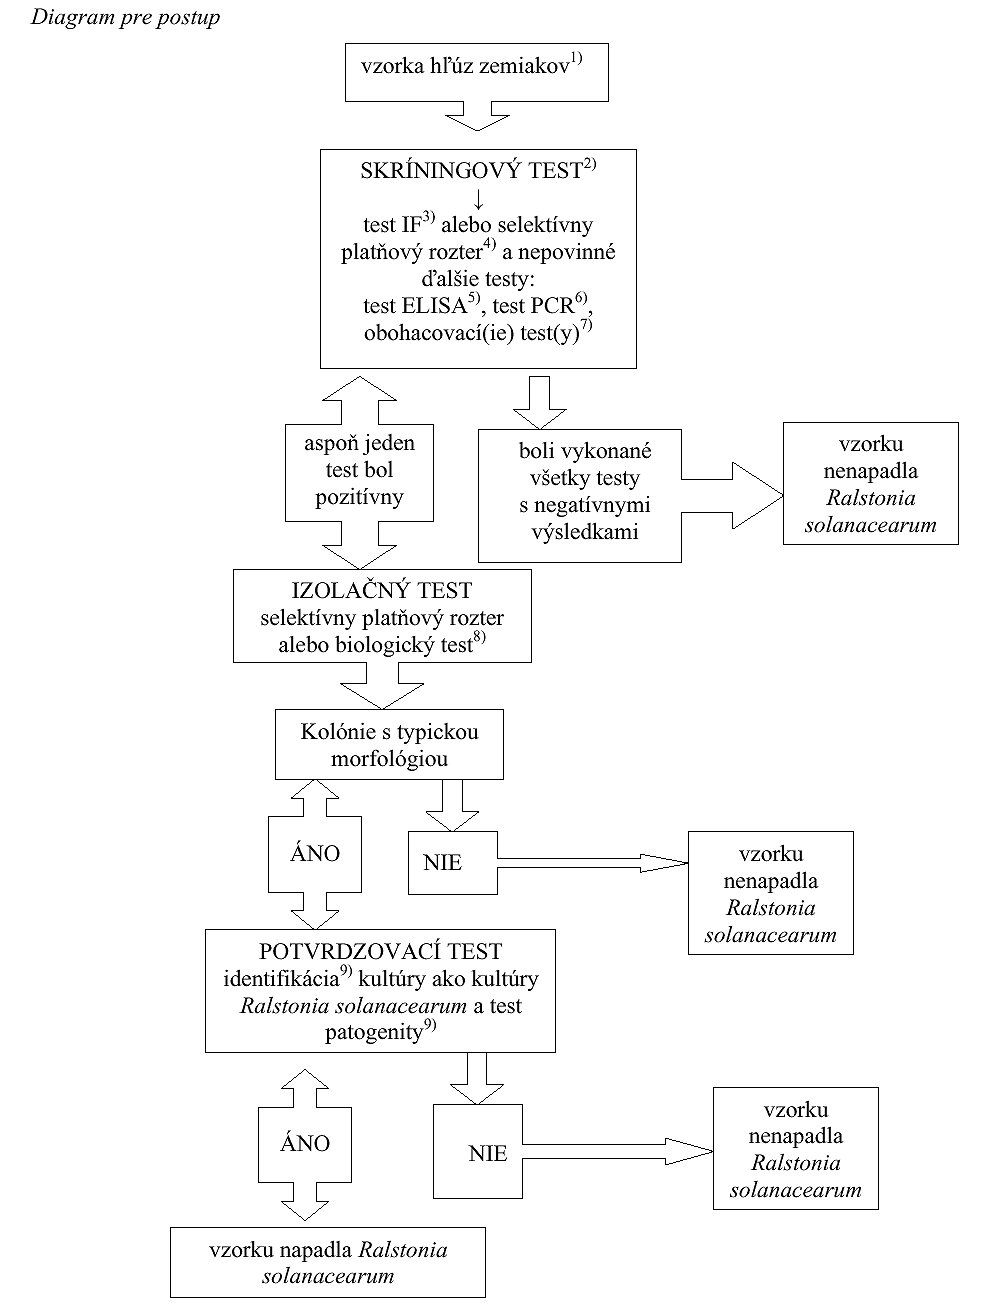 Diagram pre postup
vzorka hľúz zemiakov1)
SKRÍNINGOVÝ TEST2)
↓
test IF3) alebo selektívny
platňový rozter4) a nepovinné
ďalšie testy:
test ELISA5), test PCR6),
obohacovací(ie) test(y)7)
aspoň jeden
test bol
pozitívny
boli vykonané
všetky testy
s negatívnymi
výsledkami
vzorku
nenapadla
Ralstonia
solanacearum
IZOLAČNÝ TEST
selektívny platňový rozter
alebo biologický test8)
Kolónie s typickou
morfológiou
ÁNO
NIE
vzorku
nenapadla
Ralstonia
solanacearum
POTVRDZOVACÍ TEST
identifikácia9) kultúry ako kultúry
Ralstonia solanacearum a test
patogenity9)
ÁNO
NIE
vzorku
nenapadla
Ralstonia
solanacearum
vzorku napadla Ralstonia
solanacearum